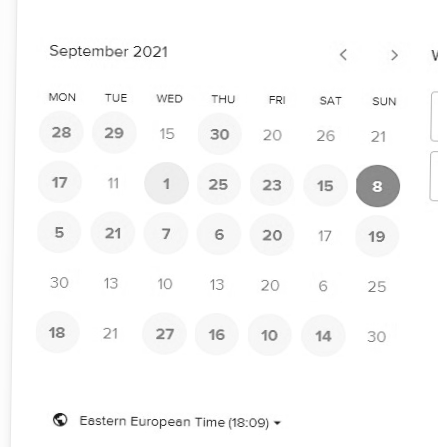 September 2021
MON TUE WED THU FRI SAT SUN
28 29 15 30 20 26 21
17 11 1 25 23 15 8
5 21 7 6 20 17 19
30 13 10 13 20 6 25
18 21 27 16 10 14 30
Eastern European Time (18:09)